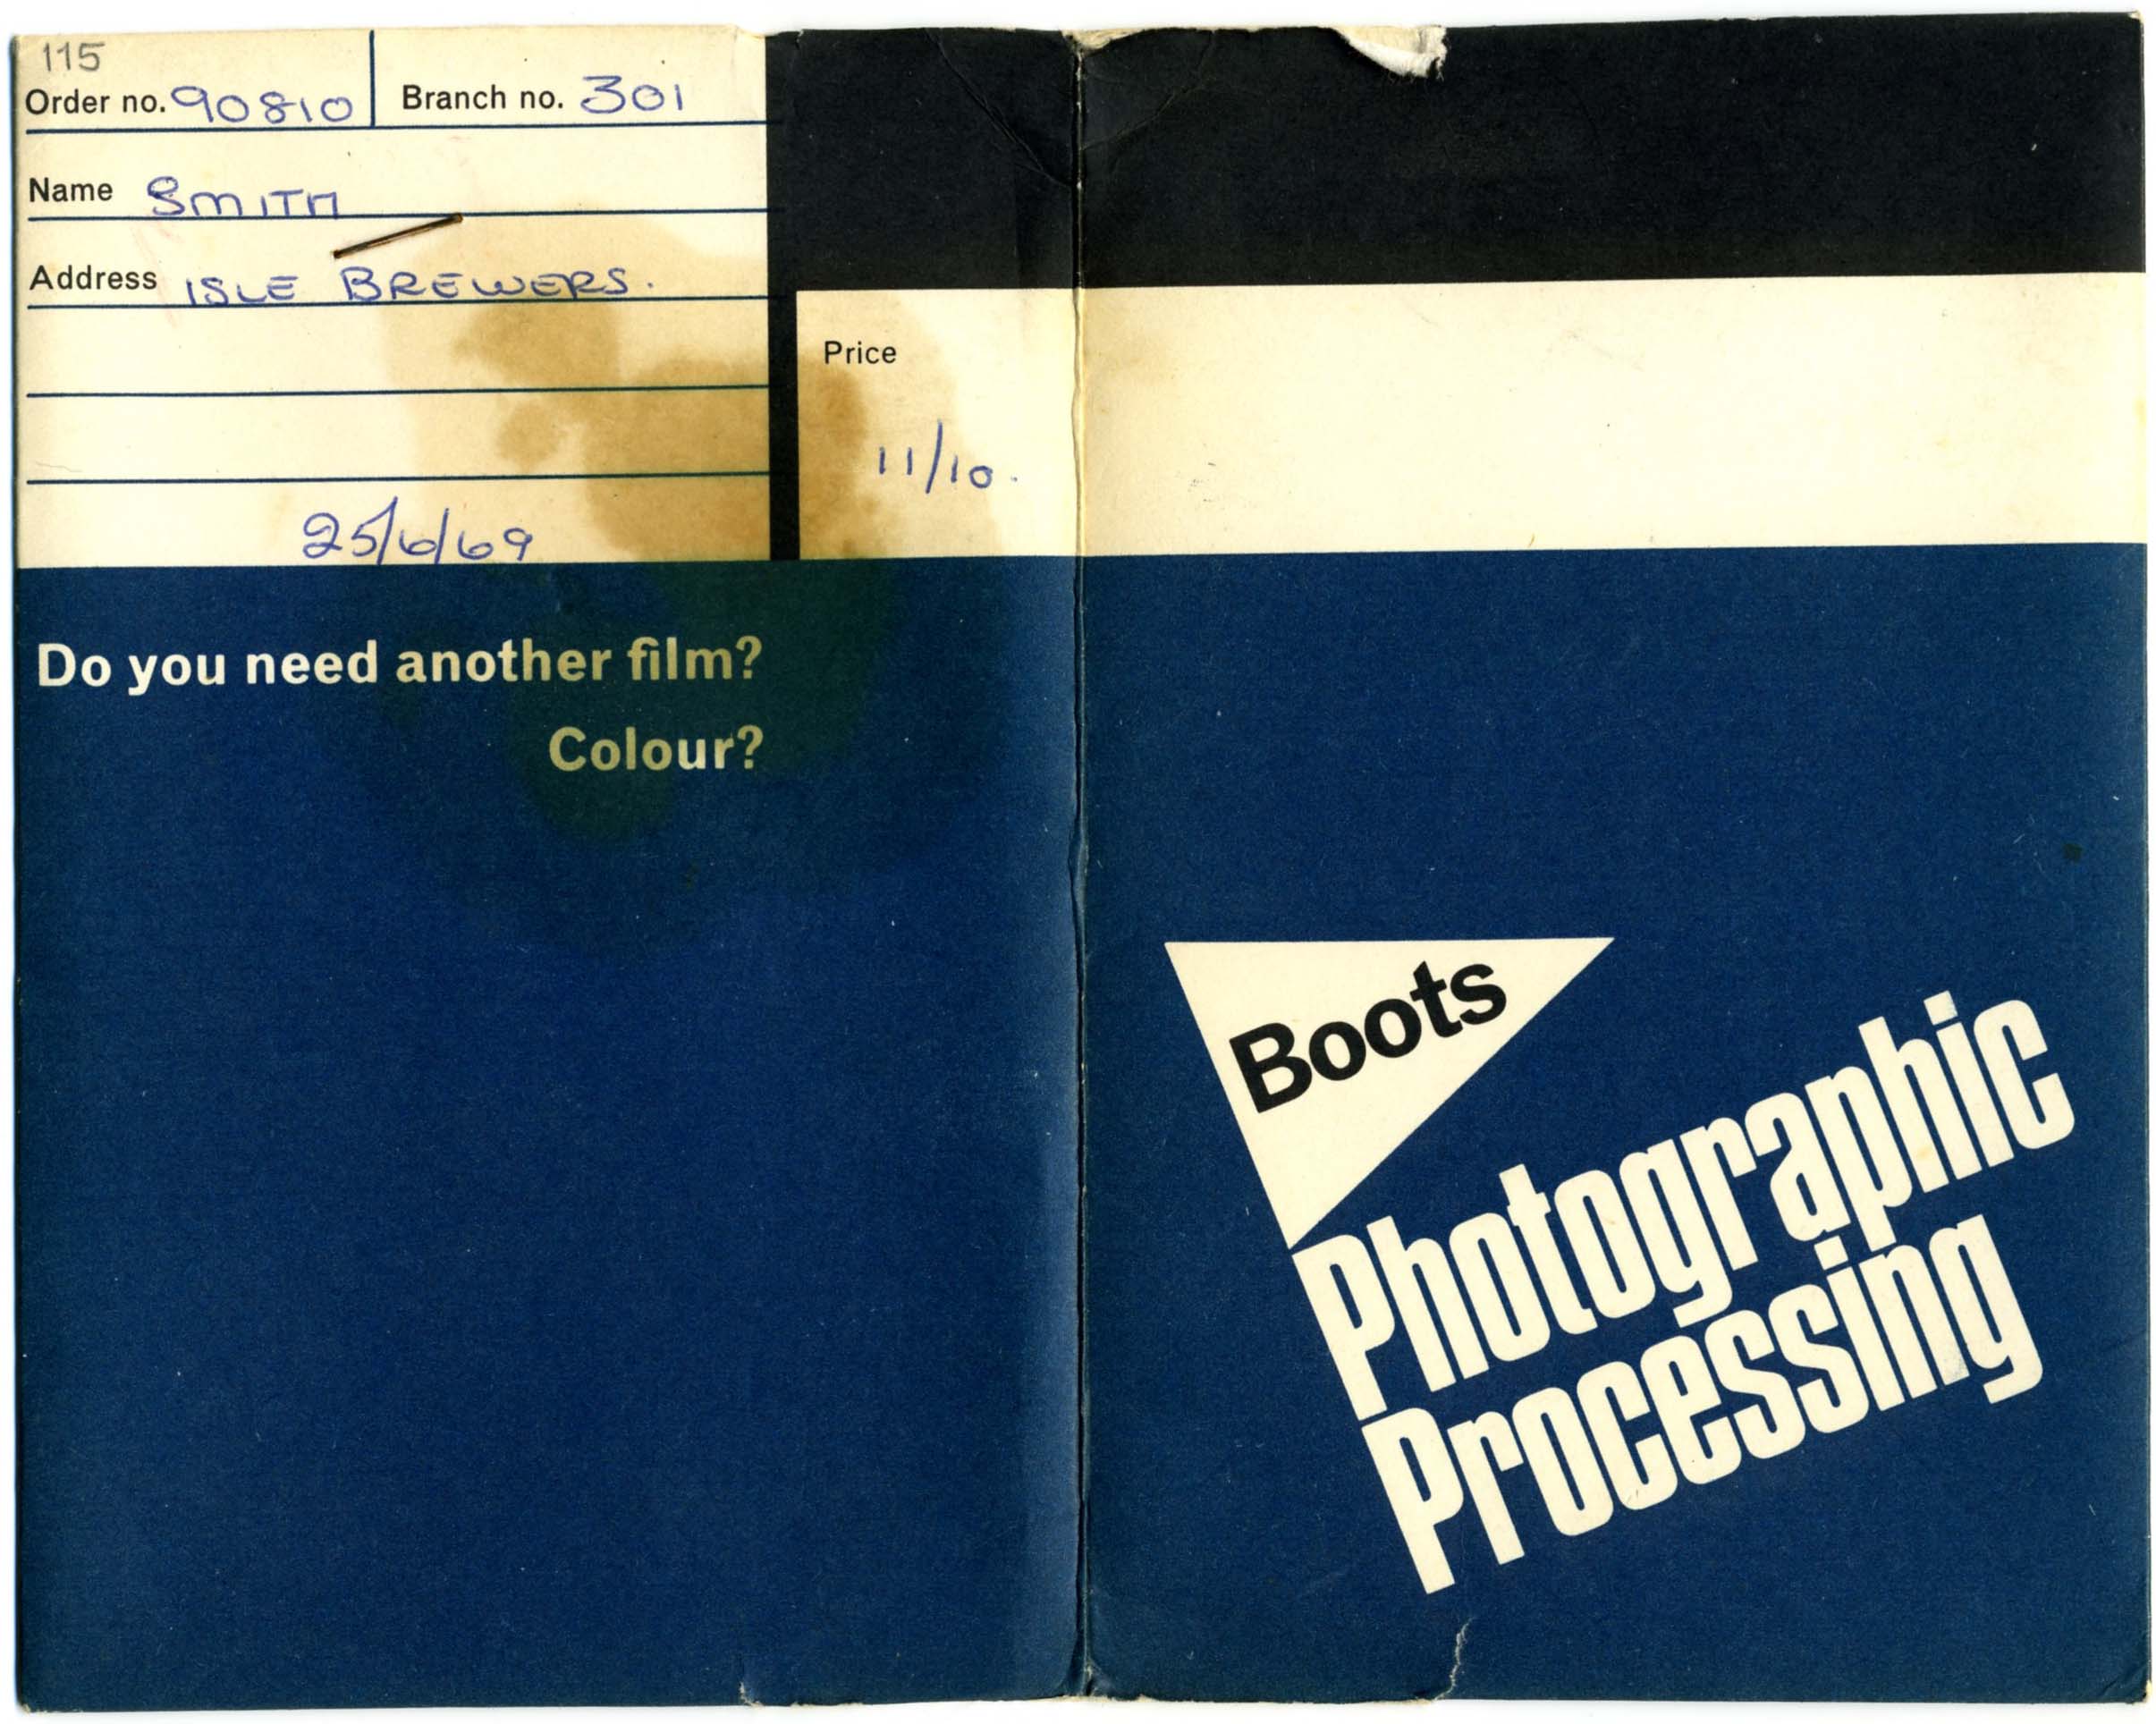 115
Order no. 90810 Branch no. 301
Name SMITH
Address ISLE BREWERS.
Price
11/10.
25/6/69
Do you need another film?
Colour?
Boots
Photographic
Processing